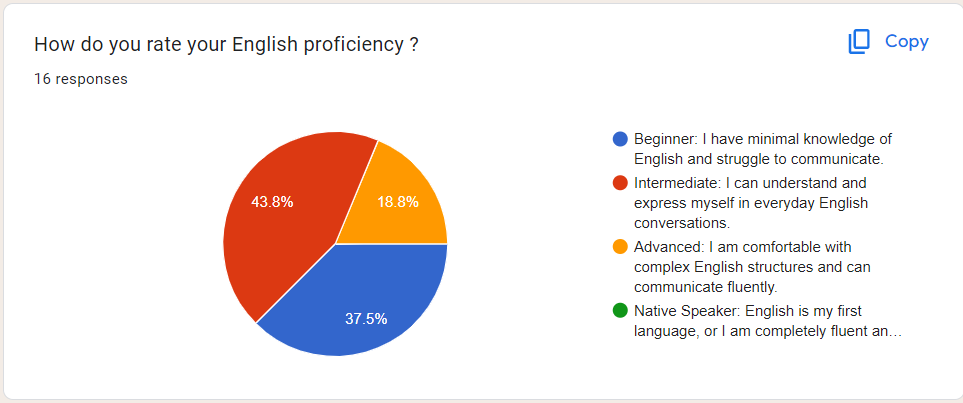 How do you rate your English proficiency ?
Copy
16 responses
43.8%
18.8%
37.5%
Beginner: I have minimal knowledge of
English and struggle to communicate.
Intermediate: I can understand and
express myself in everyday English
conversations.
Advanced: I am comfortable with
complex English structures and can
communicate fluently.
Native Speaker: English is my first
language, or I am completely fluent an…